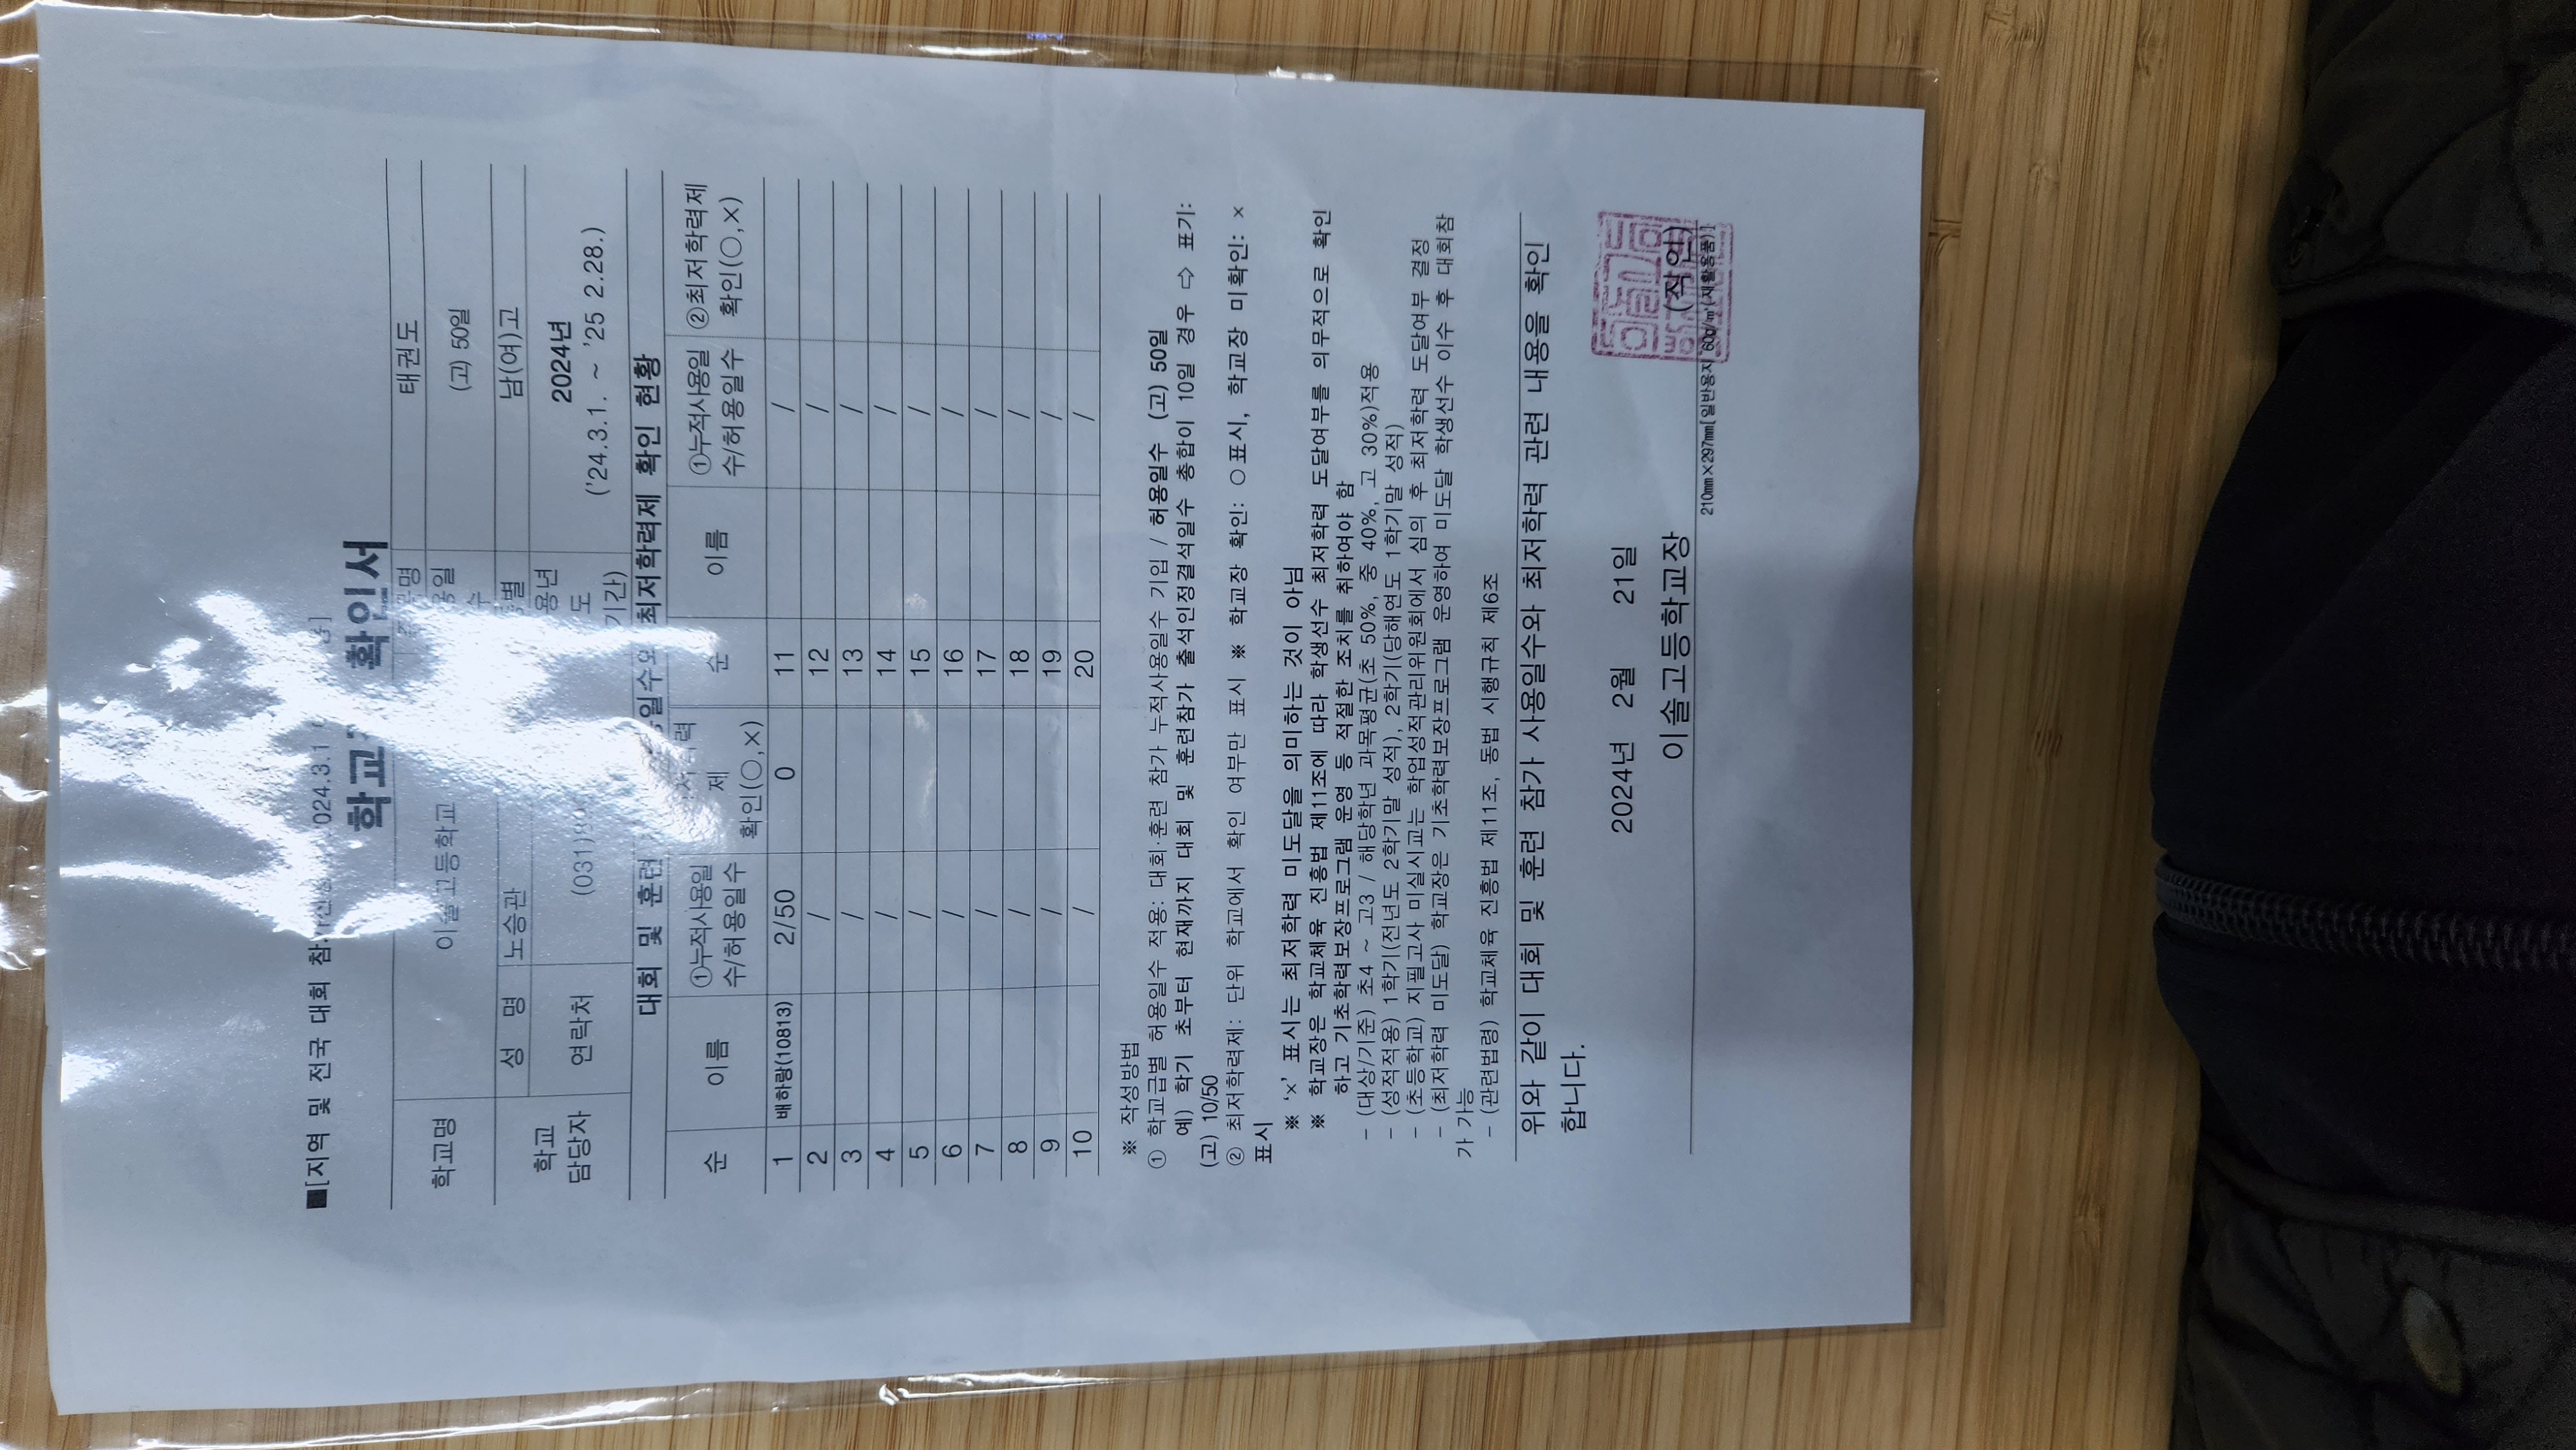 ■[지역 및 전국 대회 참 024.3.1
학교 확인서
학교명 이솔고등학교 태권도
(고) 50일
수
학교 담당자 성 명 노승관 남(여)고
연락처 (031) 용년도 기간) 2024년 ('24.3.1. ~ '25 2.28.)
대회 및 훈련 일수와 최저학력제 확인 현황
순 이름 ①누적사용일수/허용일수 제 확인(○,×) 순 이름 ①누적사용일수/허용일수 ②최저학력제 확인(○,×)
1 배하랑(10813) 2/50 0 11 /
2 / 12 /
3 / 13 /
4 / 14 /
5 / 15 /
6 / 16 /
7 / 17 /
8 / 18 /
9 / 19 /
10 / 20 /
※ 작성방법
① 학교급별 허용일수 적용: 대회·훈련 참가 누적사용일수 기입 / 허용일수 (고) 50일
예) 학기 초부터 현재까지 대회 및 훈련참가 출석인정결석일수 총합이 10일 경우 ⇨ 표기:
(고) 10/50
② 최저학력제: 단위 학교에서 확인 여부만 표시 ※ 학교장 확인: ○표시, 학교장 미확인: ×
표시
※ '×' 표시는 최저학력 미도달을 의미하는 것이 아님
※ 학교장은 학교체육 진흥법 제11조에 따라 학생선수 최저학력 도달여부를 의무적으로 확인
하고 기초학력보장프로그램 운영 등 적절한 조치를 취하여야 함
- (대상/기준) 초4 ~ 고3 / 해당학년 과목평균(초 50%, 중 40%, 고 30%)적용
- (성적적용) 1학기(전년도 2학기말 성적), 2학기(당해연도 1학기말 성적)
- (초등학교) 지필고사 미실시교는 학업성적관리위원회에서 심의 후 최저학력 도달여부 결정
- (최저학력 미도달) 학교장은 기초학력보장프로그램 운영하여 미도달 학생선수 이수 후 대회참
가 가능
- (관련법령) 학교체육 진흥법 제11조, 동법 시행규칙 제6조
위와 같이 대회 및 훈련 참가 사용일수와 최저학력 관련 내용을 확인
합니다.
2024년 2월 21일
이솔고등학교장 (직인)
210mm×297mm[일반용지 60g/㎡(재활용품)]